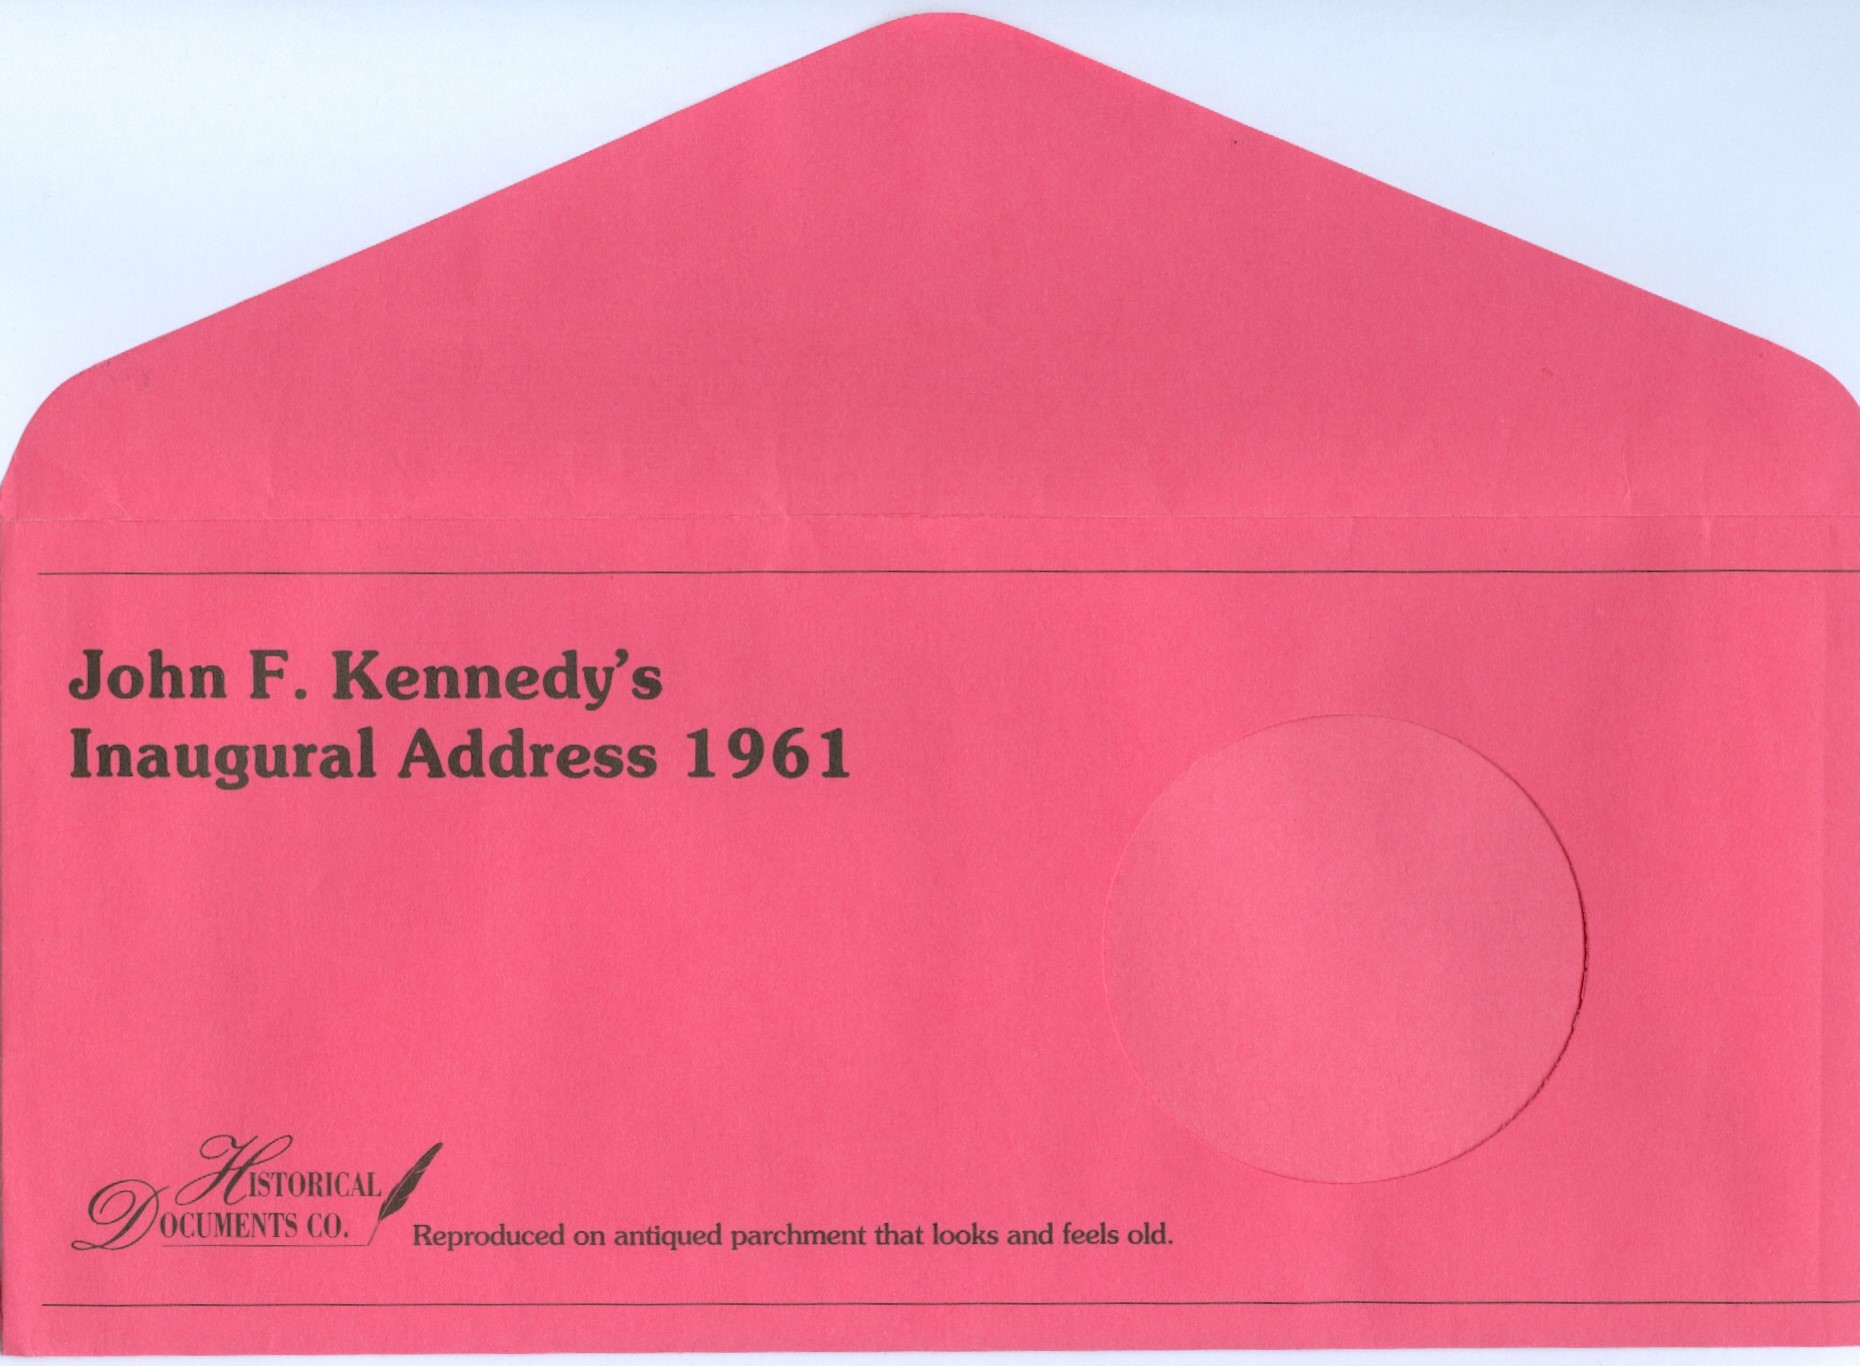 John F. Kennedy's
Inaugural Address 1961
HISTORICAL
DOCUMENTS CO.
Reproduced on antiqued parchment that looks and feels old.